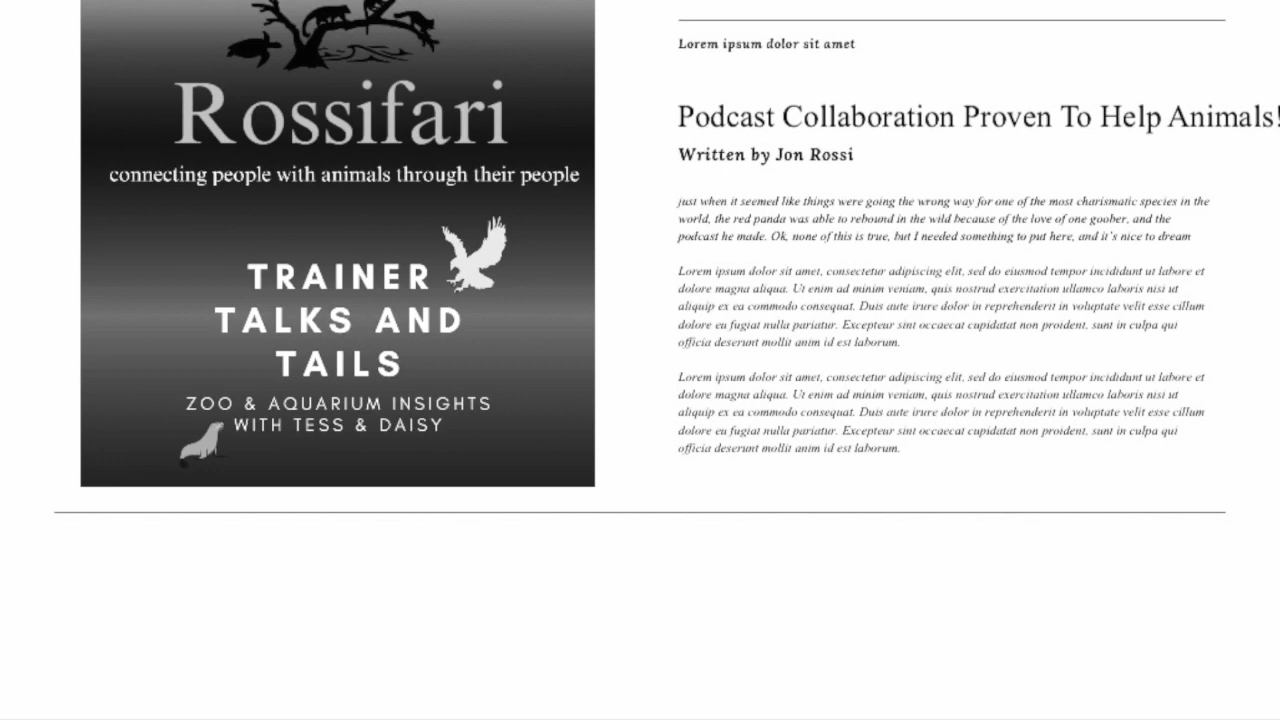 Rossifari
connecting people with animals through their people
TRAINER
TALKS AND
TAILS
ZOO & AQUARIUM INSIGHTS
WITH TESS & DAISY
Lorem ipsum dolor sit amet
Podcast Collaboration Proven To Help Animals!
Written by Jon Rossi
just when it seemed like things were going the wrong way for one of the most charismatic species in the
world, the red panda was able to rebound in the wild because of the love of one goober, and the
podcast he made. Ok, none of this is true, but I needed something to put here, and it's nice to dream
Lorem ipsum dolor sit amet, consectetur adipiscing elit, sed do eiusmod tempor incididunt ut labore et
dolore magna aliqua. Ut enim ad minim veniam, quis nostrud exercitation ullamco laboris nisi ut
aliquip ex ea commodo consequat. Duis aute irure dolor in reprehenderit in voluptate velit esse cillum
dolore eu fugiat nulla pariatur. Excepteur sint occaecat cupidatat non proident, sunt in culpa qui
officia deserunt mollit anim id est laborum.
Lorem ipsum dolor sit amet, consectetur adipiscing elit, sed do eiusmod tempor incididunt ut labore et
dolore magna aliqua. Ut enim ad minim veniam, quis nostrud exercitation ullamco laboris nisi ut
aliquip ex ea commodo consequat. Duis aute irure dolor in reprehenderit in voluptate velit esse cillum
dolore eu fugiat nulla pariatur. Excepteur sint occaecat cupidatat non proident, sunt in culpa qui
officia deserunt mollit anim id est laborum.